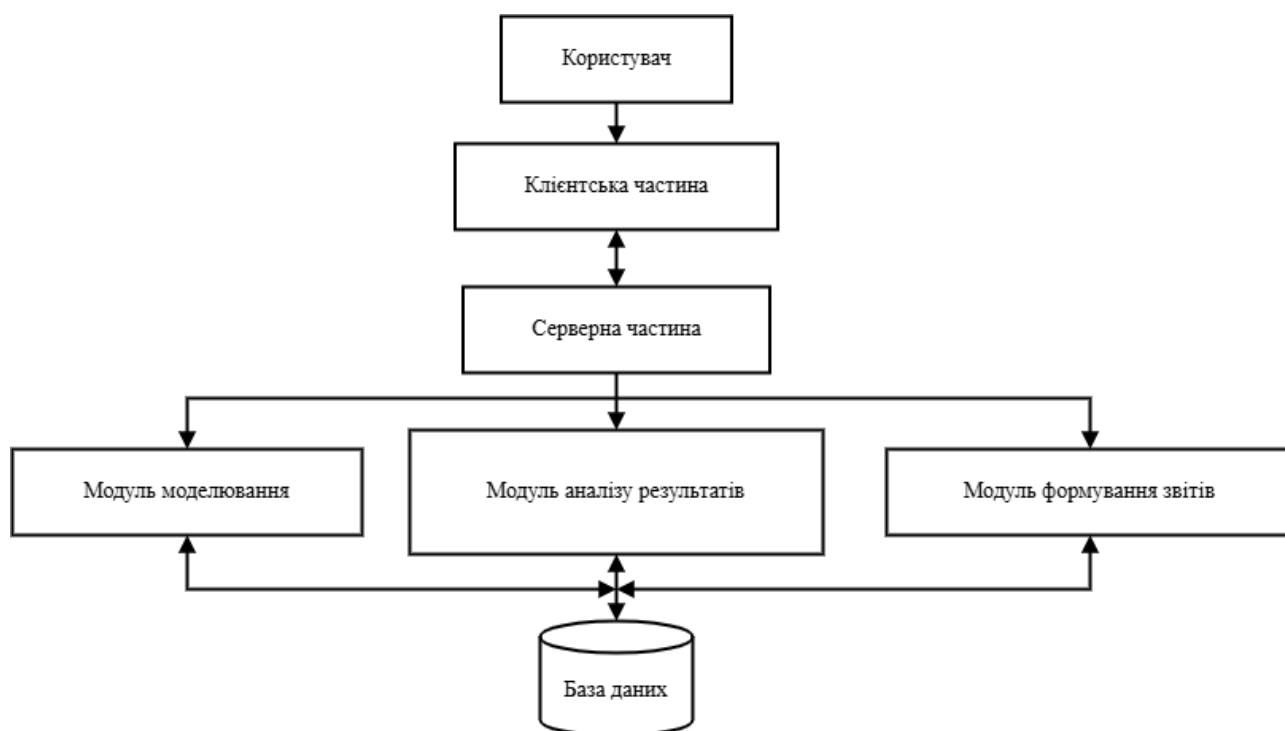 Користувач
Клієнтська частина
Серверна частина
Модуль моделювання
Модуль аналізу результатів
Модуль формування звітів
База даних